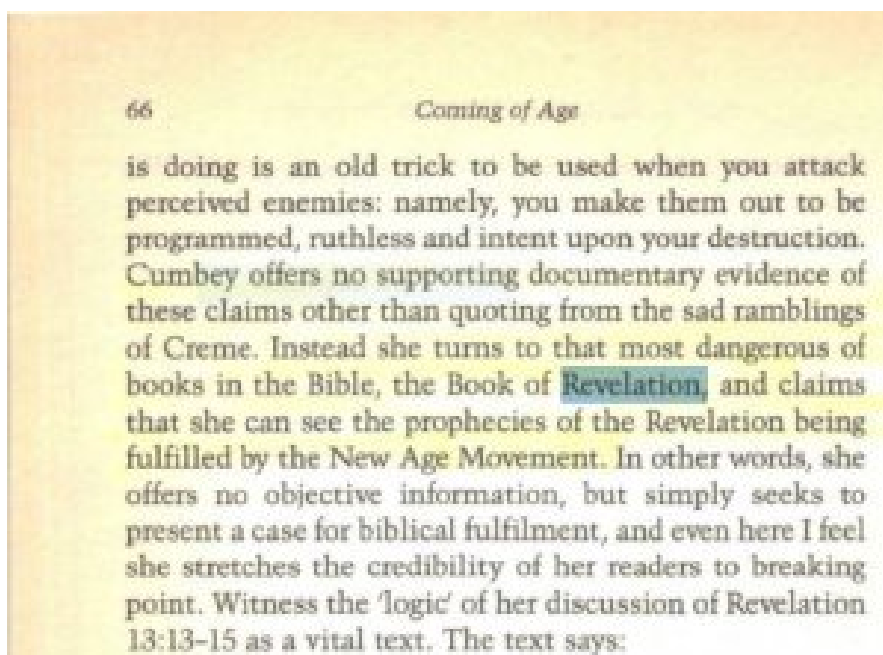 66 Coming of Age
is doing is an old trick to be used when you attack
perceived enemies: namely, you make them out to be
programmed, ruthless and intent upon your destruction.
Cumbey offers no supporting documentary evidence of
these claims other than quoting from the sad ramblings
of Creme. Instead she turns to that most dangerous of
books in the Bible, the Book of Revelation, and claims
that she can see the prophecies of the Revelation being
fulfilled by the New Age Movement. In other words, she
offers no objective information, but simply seeks to
present a case for biblical fulfilment, and even here I feel
she stretches the credibility of her readers to breaking
point. Witness the 'logic' of her discussion of Revelation
13:13–15 as a vital text. The text says: